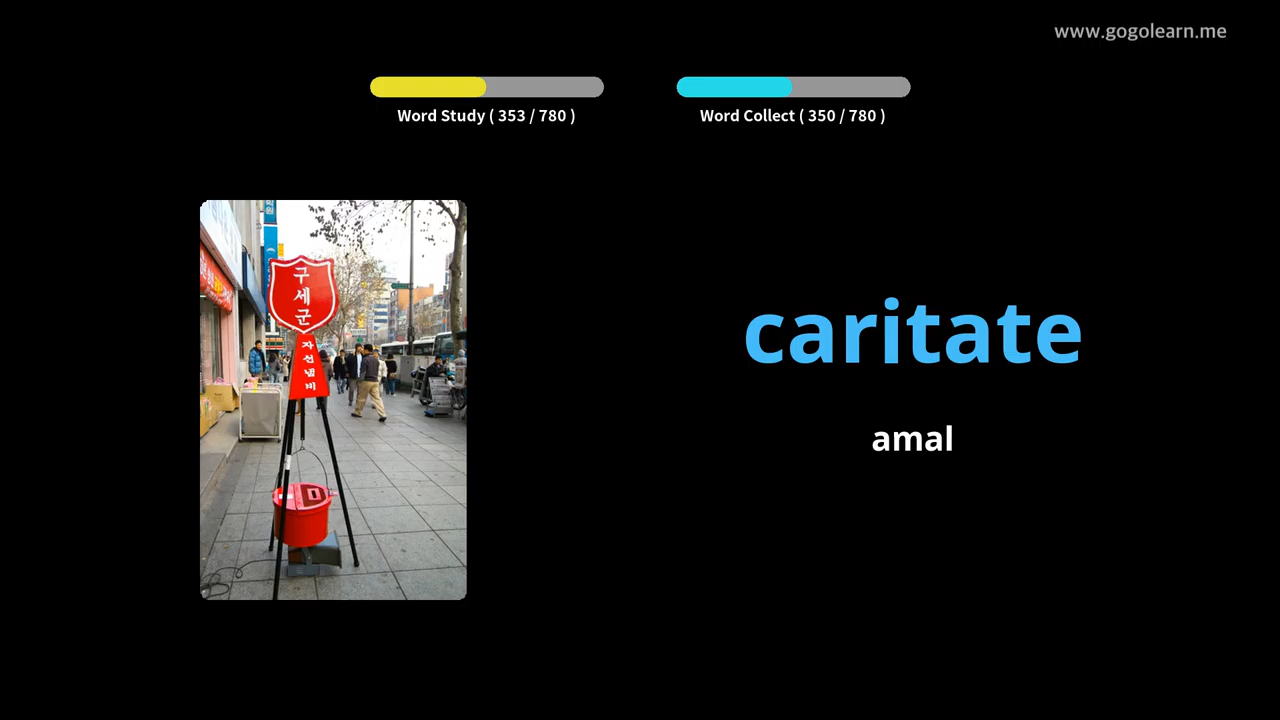 www.gogolearn.me
Word Study ( 353 / 780 )
Word Collect ( 350 / 780 )
구세군
자선냄비
caritate
amal